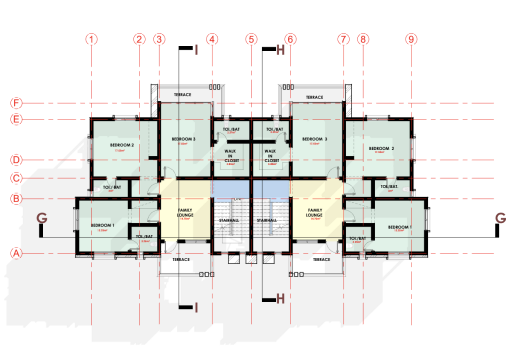 1 2 3 4 5 6 7 8 9
I H
F
TERRACE TERRACE
E
TOI./BAT TOI./BAT
BEDROOM 2 BEDROOM 3 BEDROOM 3 BEDROOM 2
WALK IN CLOSET WALK IN CLOSET
D
C
TOI./ BAT TOI./BAT.
B
FAMILY LOUNGE FAMILY LOUNGE
G G
STAIRHALL STAIRHALL
BEDROOM 1 BEDROOM 1
TOI./BAT TOI./BAT
A
TERRACE TERRACE
I H